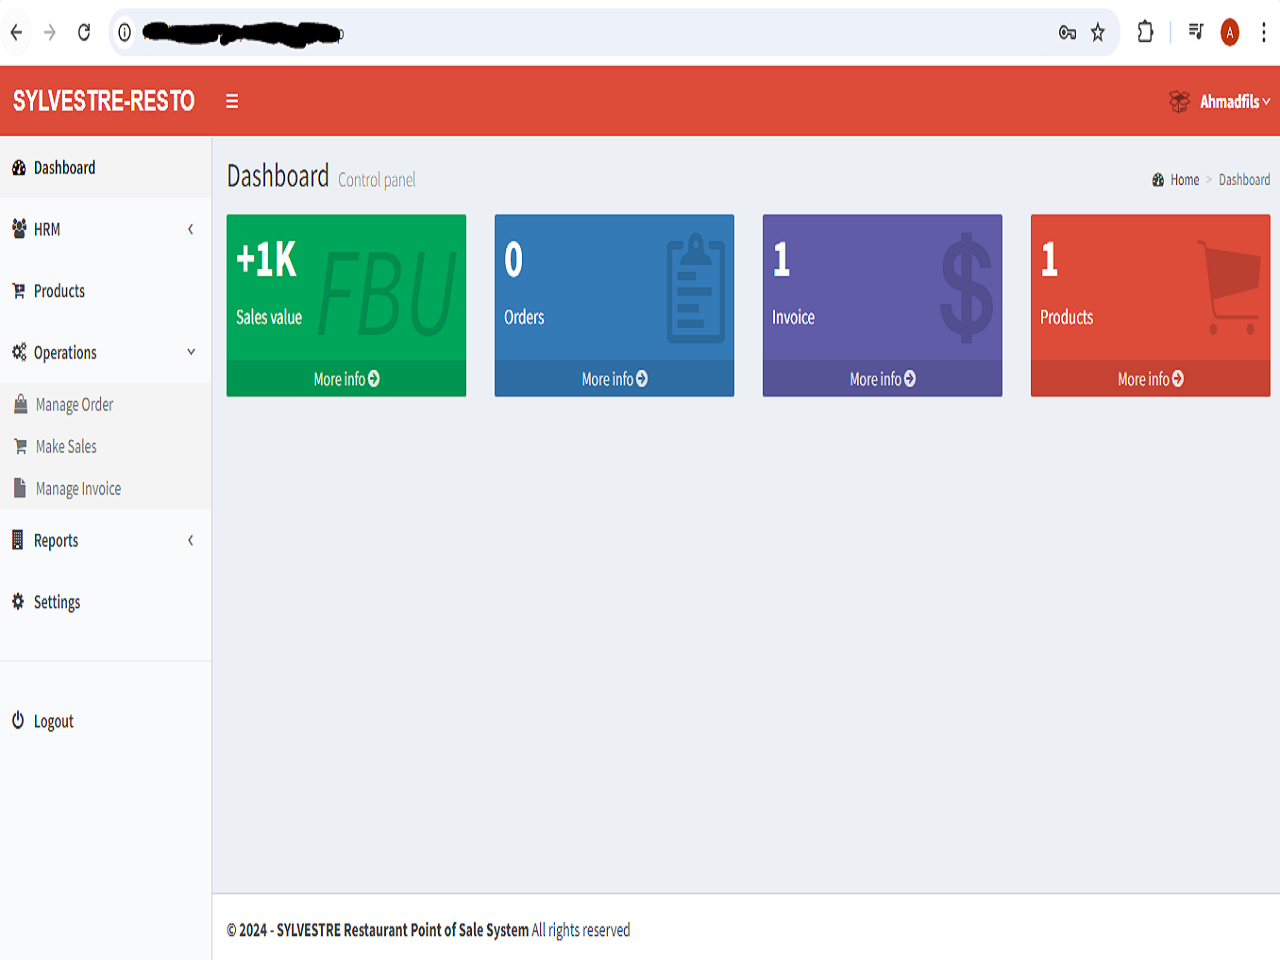 A
SYLVESTRE-RESTO
Ahmadfils
Dashboard
HRM
Products
Operations
Manage Order
Make Sales
Manage Invoice
Reports
Settings
Logout
Dashboard Control panel
Home > Dashboard
+1K
FBU
Sales value
More info
0
Orders
More info
1
$
Invoice
More info
1
Products
More info
© 2024 - SYLVESTRE Restaurant Point of Sale System All rights reserved